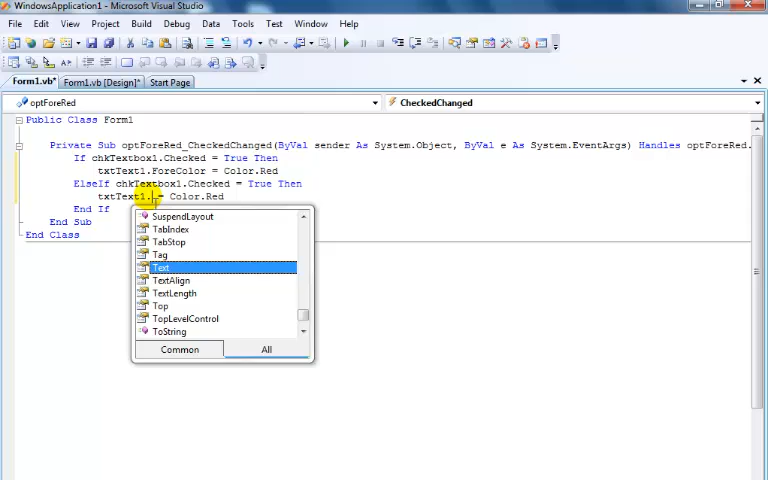 WindowsApplication1 - Microsoft Visual Studio
File Edit View Project Build Debug Data Tools Test Window Help
Form1.vb* Form1.vb [Design]* Start Page
optForeRed CheckedChanged
Public Class Form1
Private Sub optForeRed_CheckedChanged(ByVal sender As System.Object, ByVal e As System.EventArgs) Handles optForeRed.
If chkTextbox1.Checked = True Then
txtText1.ForeColor = Color.Red
ElseIf chkTextbox1.Checked = True Then
txtText1. = Color.Red
End If
End Sub
End Class
SuspendLayout
TabIndex
TabStop
Tag
Text
TextAlign
TextLength
Top
TopLevelControl
ToString
Common All